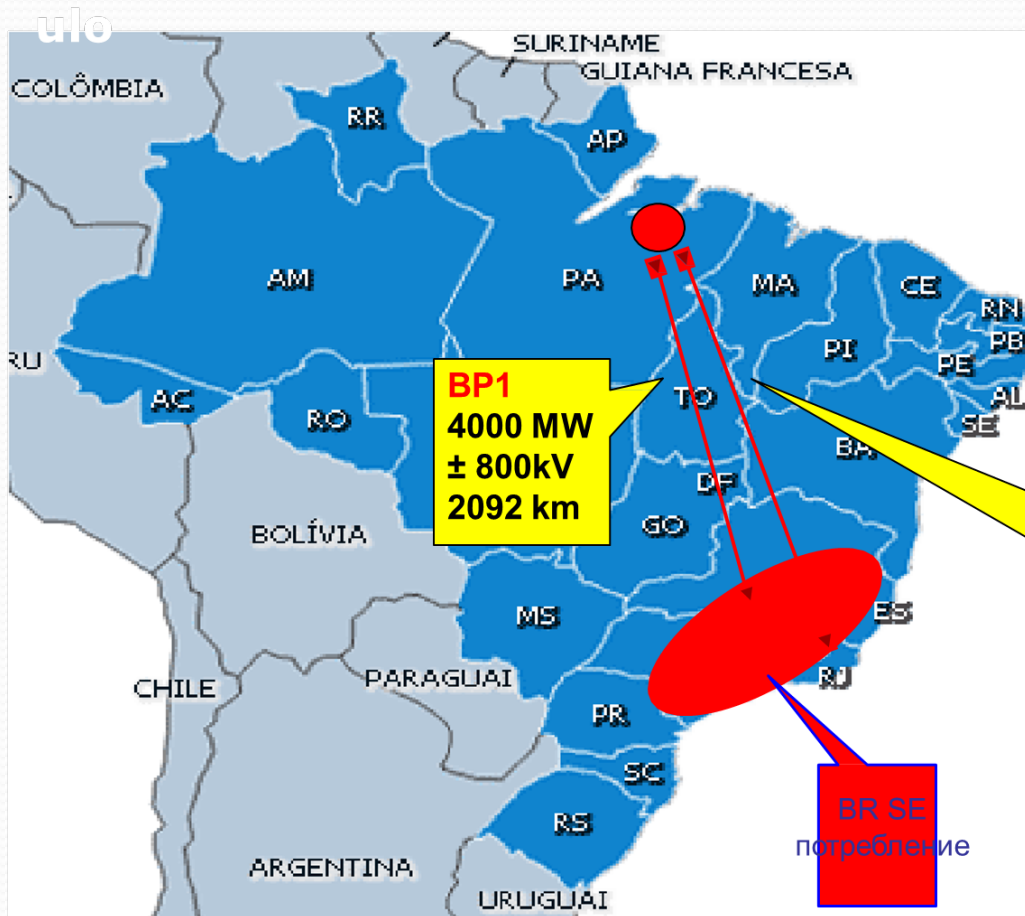 ulo
SURINAME
COLÔMBIA
GUIANA FRANCESA
RR
AP
AM
PA
MA
CE
RN
PB
RU
PI
PE
BP1
4000 MW
± 800kV
2092 km
TO
AL
AC
RO
SE
BA
DF
GO
BOLÍVIA
MS
ES
PARAGUAI
RJ
CHILE
PR
SC
RS
BR SE
потребление
ARGENTINA
URUGUAI